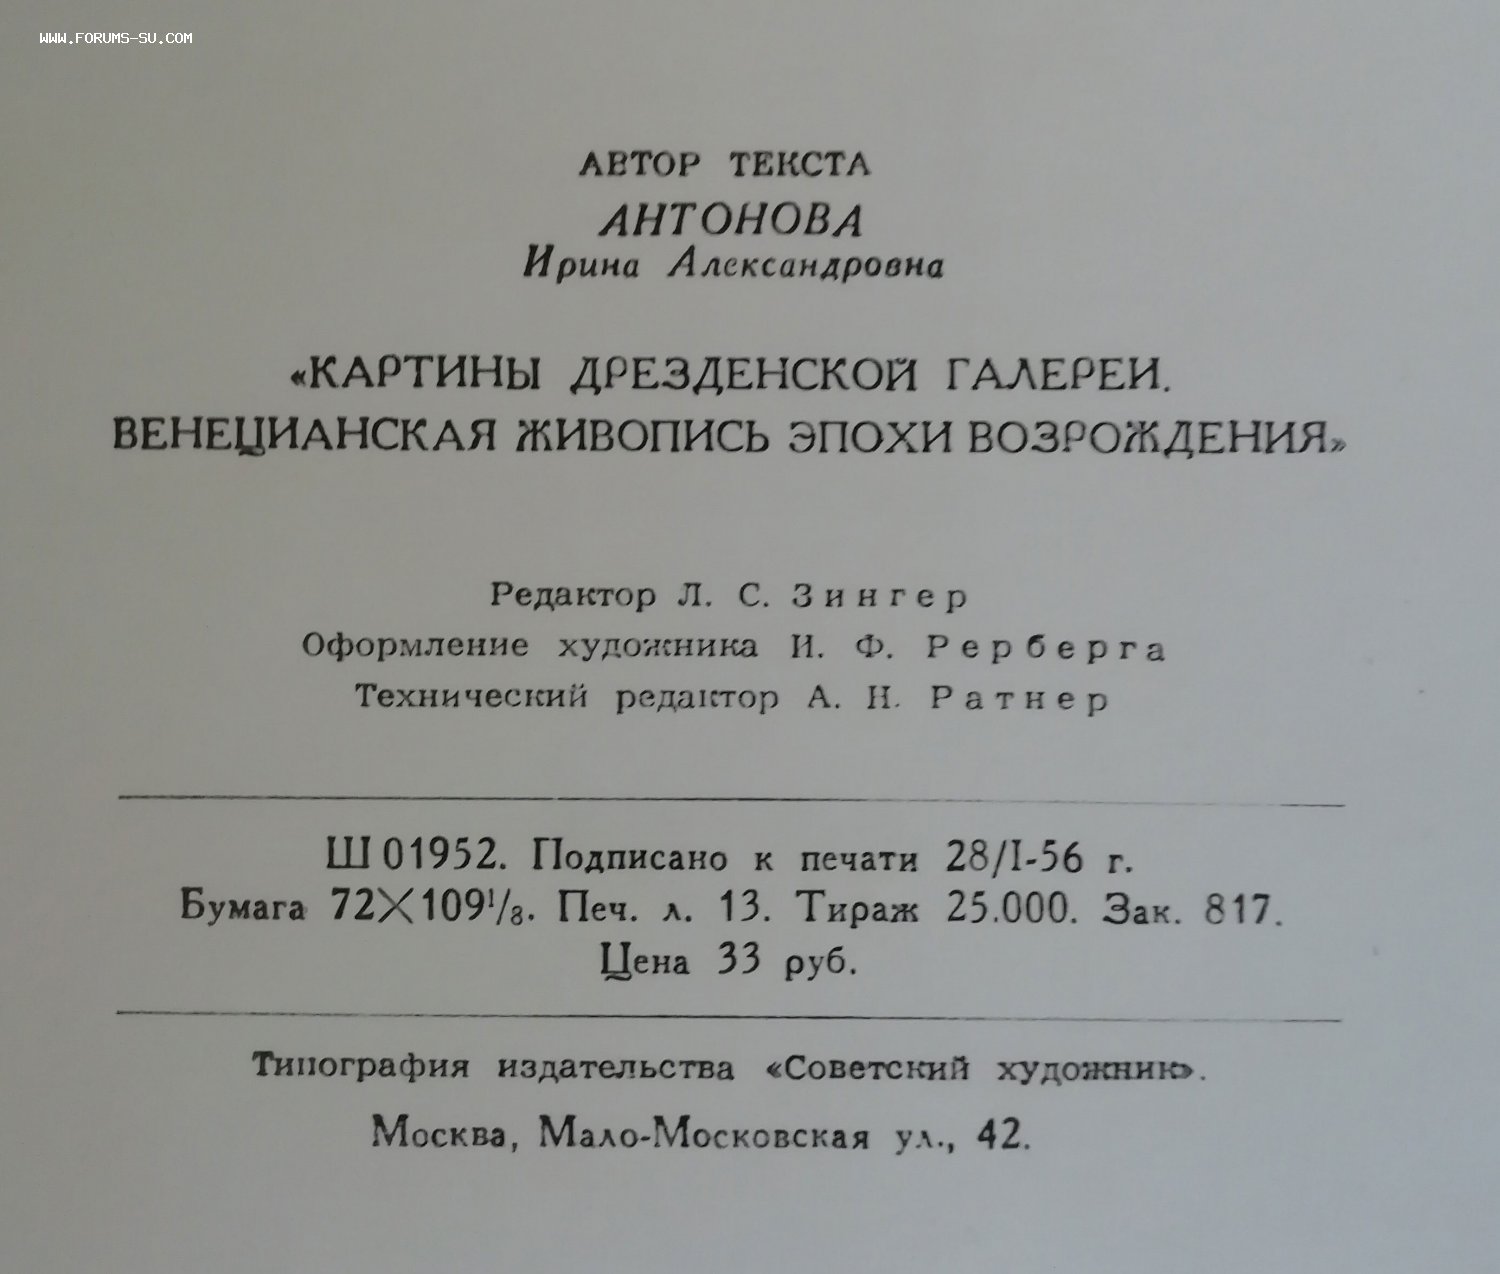 WWW.FORUMS-SU.COM
АВТОР ТЕКСТА
АНТОНОВА
Ирина Александровна
«КАРТИНЫ ДРЕЗДЕНСКОЙ ГАЛЕРЕИ.
ВЕНЕЦИАНСКАЯ ЖИВОПИСЬ ЭПОХИ ВОЗРОЖДЕНИЯ»
Редактор Л. С. Зингер
Оформление художника И. Ф. Рерберга
Технический редактор А. Н. Ратнер
Ш 01952. Подписано к печати 28/I-56 г.
Бумага 72×109¹/₈. Печ. л. 13. Тираж 25.000. Зак. 817.
Цена 33 руб.
Типография издательства «Советский художник».
Москва, Мало-Московская ул., 42.